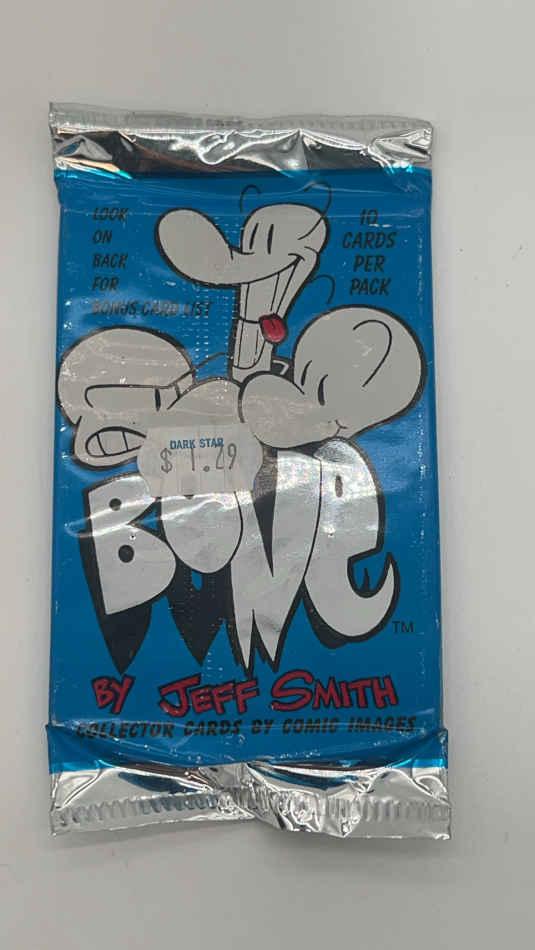 LOOK
ON
BACK
FOR
BONUS CARD LIST
10
CARDS
PER
PACK
DARK STAR
$ 1.29
BONE
TM
BY JEFF SMITH
COLLECTOR CARDS BY COMIC IMAGES